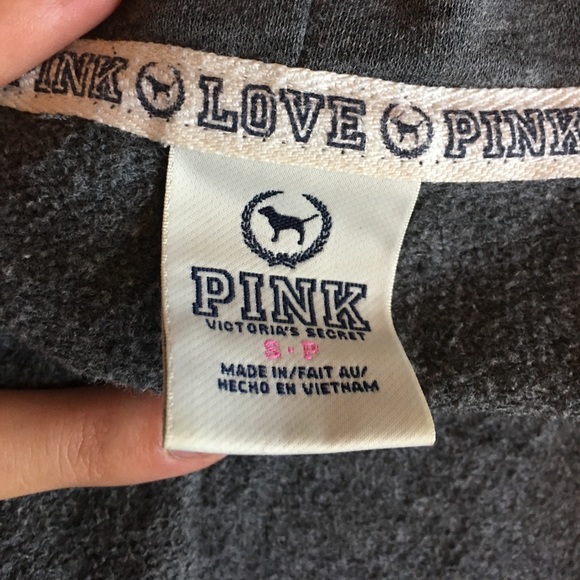 PINK LOVE PINK
PINK
VICTORIA'S SECRET
S·P
MADE IN/FAIT AU/
HECHO EN VIETNAM